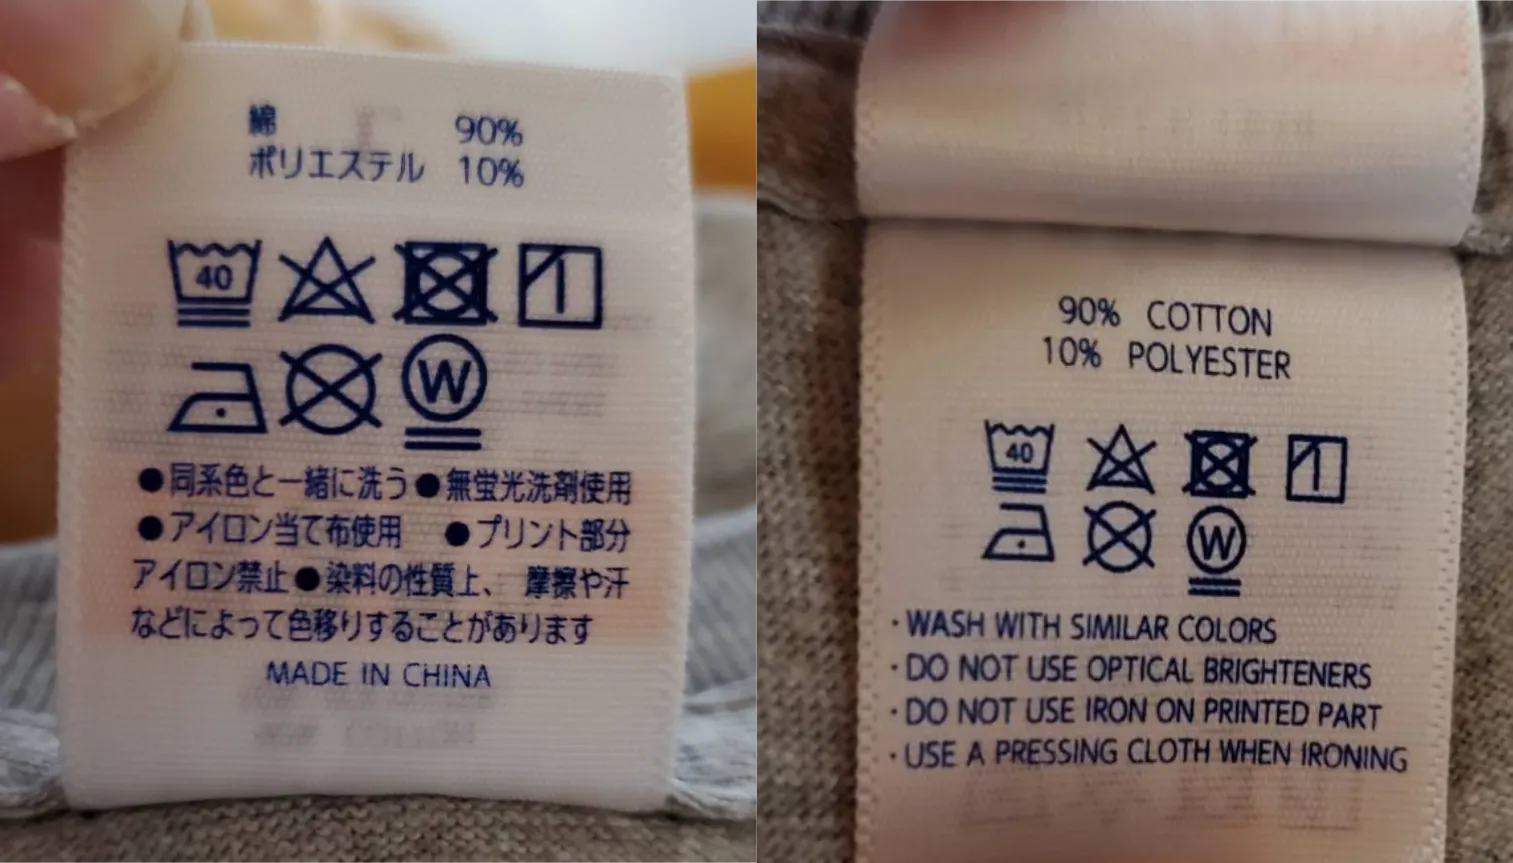 綿 90%
ポリエステル 10%
40
W
●同系色と一緒に洗う●無蛍光洗剤使用
●アイロン当て布使用 ●プリント部分
アイロン禁止●染料の性質上、 摩擦や汗
などによって色移りすることがあります
MADE IN CHINA
90% COTTON
10% POLYESTER
40
W
・WASH WITH SIMILAR COLORS
・DO NOT USE OPTICAL BRIGHTENERS
・DO NOT USE IRON ON PRINTED PART
・USE A PRESSING CLOTH WHEN IRONING